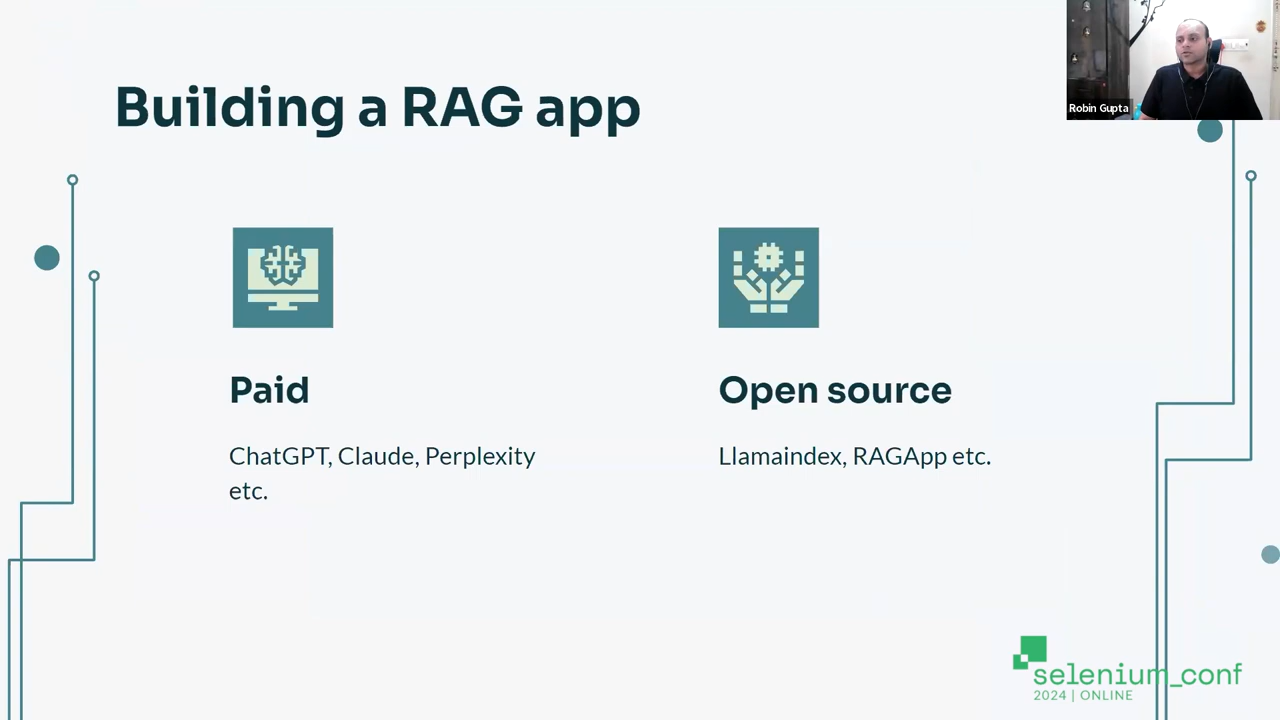 Building a RAG app
Robin Gupta
Paid
ChatGPT, Claude, Perplexity
etc.
Open source
Llamaindex, RAGApp etc.
selenium_conf
2024 | ONLINE